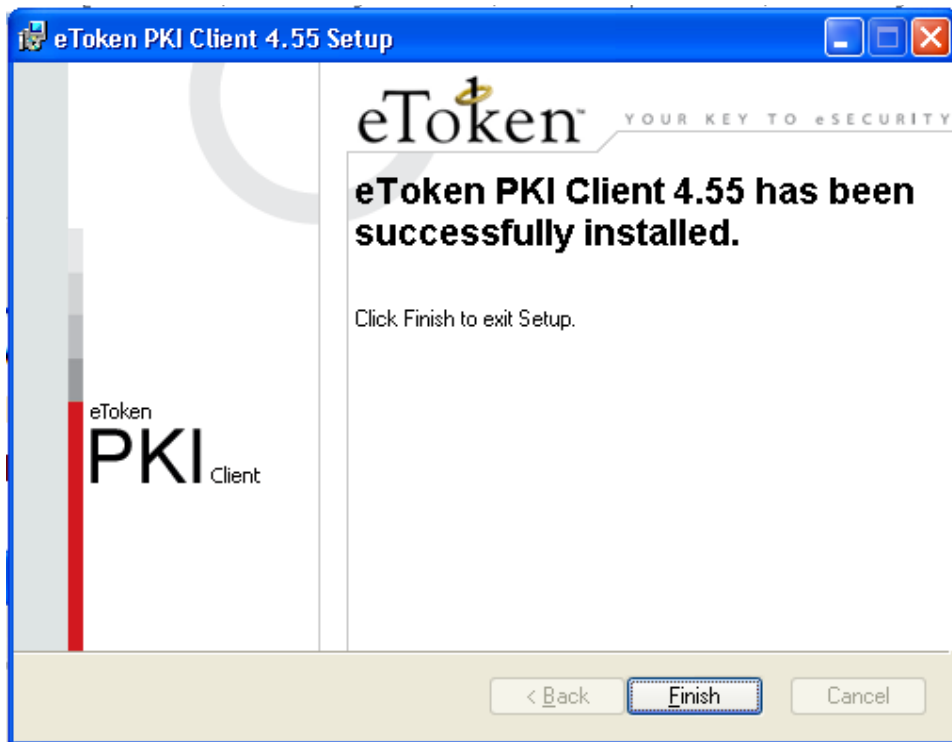 eToken PKI Client 4.55 Setup
eToken™ YOUR KEY TO eSECURITY
eToken PKI Client 4.55 has been
successfully installed.
Click Finish to exit Setup.
eToken
PKI Client
< Back Finish Cancel